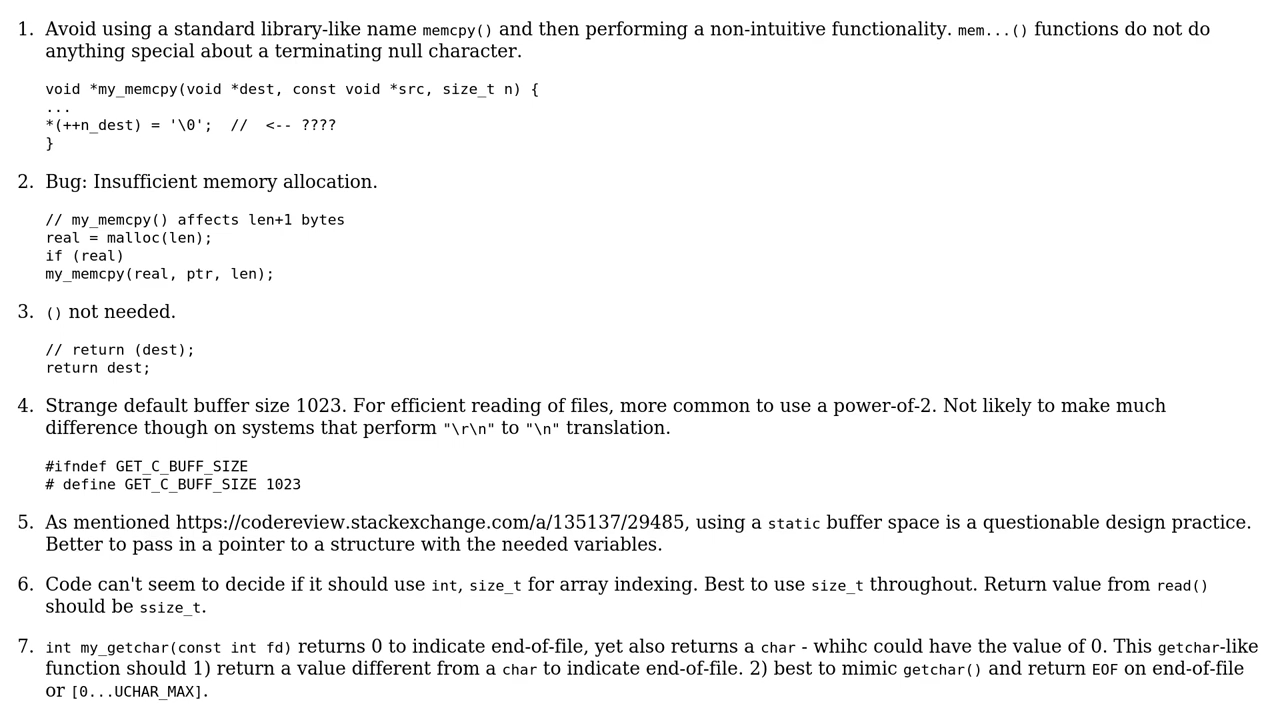 1. Avoid using a standard library-like name memcpy() and then performing a non-intuitive functionality. mem...() functions do not do
anything special about a terminating null character.
void *my_memcpy(void *dest, const void *src, size_t n) {
...
*(++n_dest) = '\0';  //  <-- ????
}
2. Bug: Insufficient memory allocation.
// my_memcpy() affects len+1 bytes
real = malloc(len);
if (real)
my_memcpy(real, ptr, len);
3. () not needed.
// return (dest);
return dest;
4. Strange default buffer size 1023. For efficient reading of files, more common to use a power-of-2. Not likely to make much
difference though on systems that perform "\r\n" to "\n" translation.
#ifndef GET_C_BUFF_SIZE
# define GET_C_BUFF_SIZE 1023
5. As mentioned https://codereview.stackexchange.com/a/135137/29485, using a static buffer space is a questionable design practice.
Better to pass in a pointer to a structure with the needed variables.
6. Code can't seem to decide if it should use int, size_t for array indexing. Best to use size_t throughout. Return value from read()
should be ssize_t.
7. int my_getchar(const int fd) returns 0 to indicate end-of-file, yet also returns a char - whihc could have the value of 0. This getchar-like
function should 1) return a value different from a char to indicate end-of-file. 2) best to mimic getchar() and return EOF on end-of-file
or [0...UCHAR_MAX].